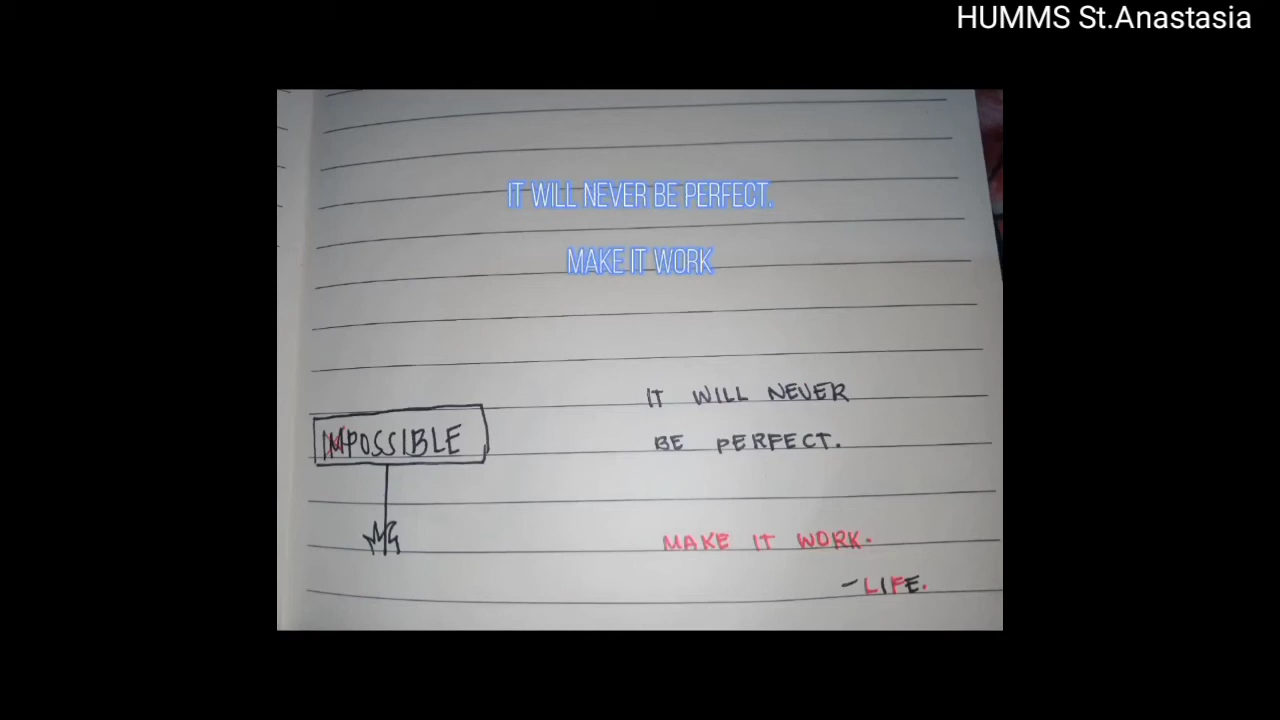 HUMMS St.Anastasia
IT WILL NEVER BE PERFECT.
MAKE IT WORK
IT WILL NEVER
BE PERFECT.
IMPOSSIBLE
MAKE IT WORK.
-LIFE.